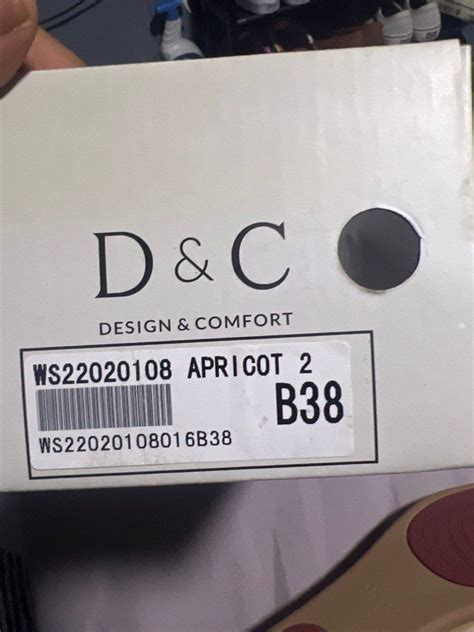 D & C
DESIGN & COMFORT
WS22020108 APRICOT 2
B38
WS22020108016B38